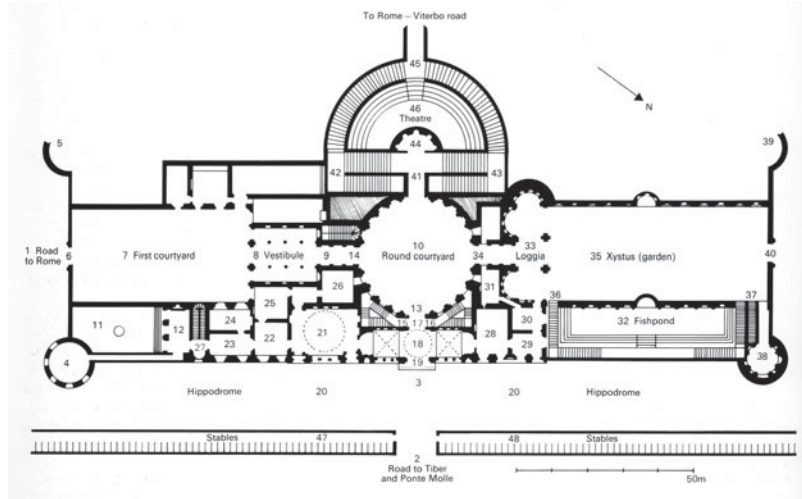 To Rome – Viterbo road
45
N
46
Theatre
5
44
39
42
41
43
1 Road
to Rome
6
7 First courtyard
8 Vestibule
9
14
10
Round courtyard
34
33
Loggia
35 Xystus (garden)
40
26
31
13
36
37
11
12
25
24
15
17
16
30
32 Fishpond
27
23
22
21
18
28
29
4
19
38
Hippodrome
20
3
20
Hippodrome
Stables
47
48
Stables
2
Road to Tiber
and Ponte Molle
50m